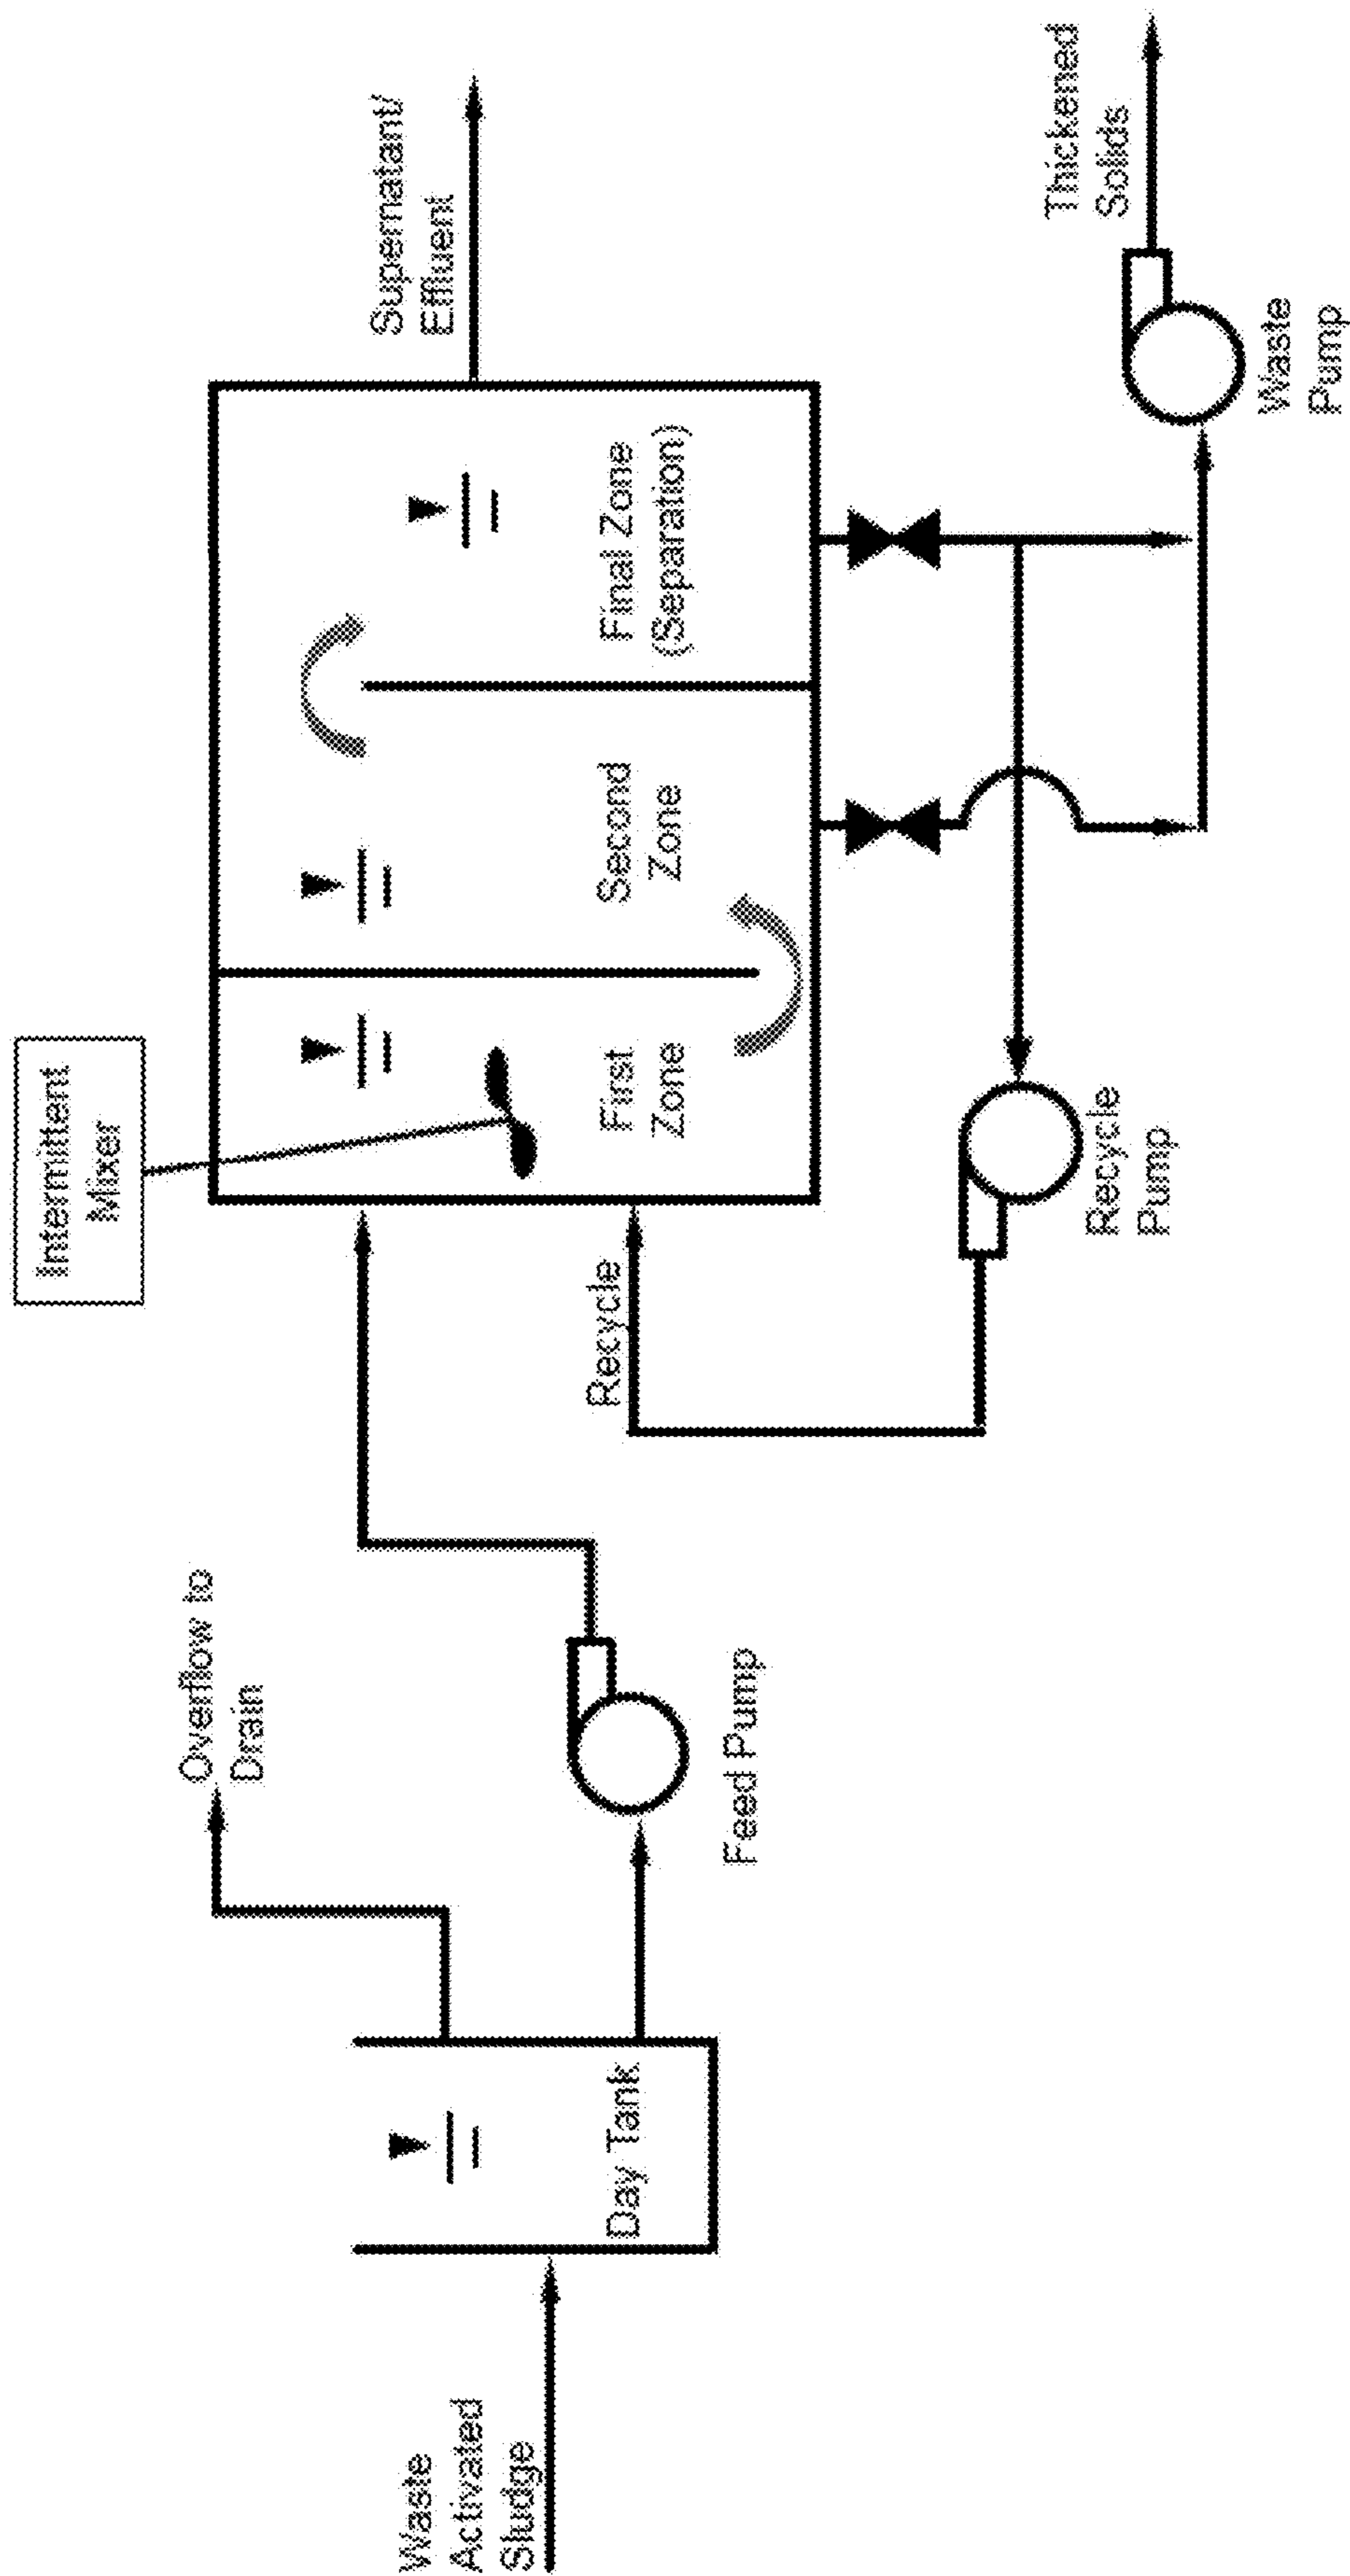 Waste
Activated
Sludge
Day Tank
Overflow to
Drain
Feed Pump
Recycle
Intermittent
Mixer
First
Zone
Second
Zone
Final Zone
(Separation)
Supernatant/
Effluent
Recycle
Pump
Waste
Pump
Thickened
Solids